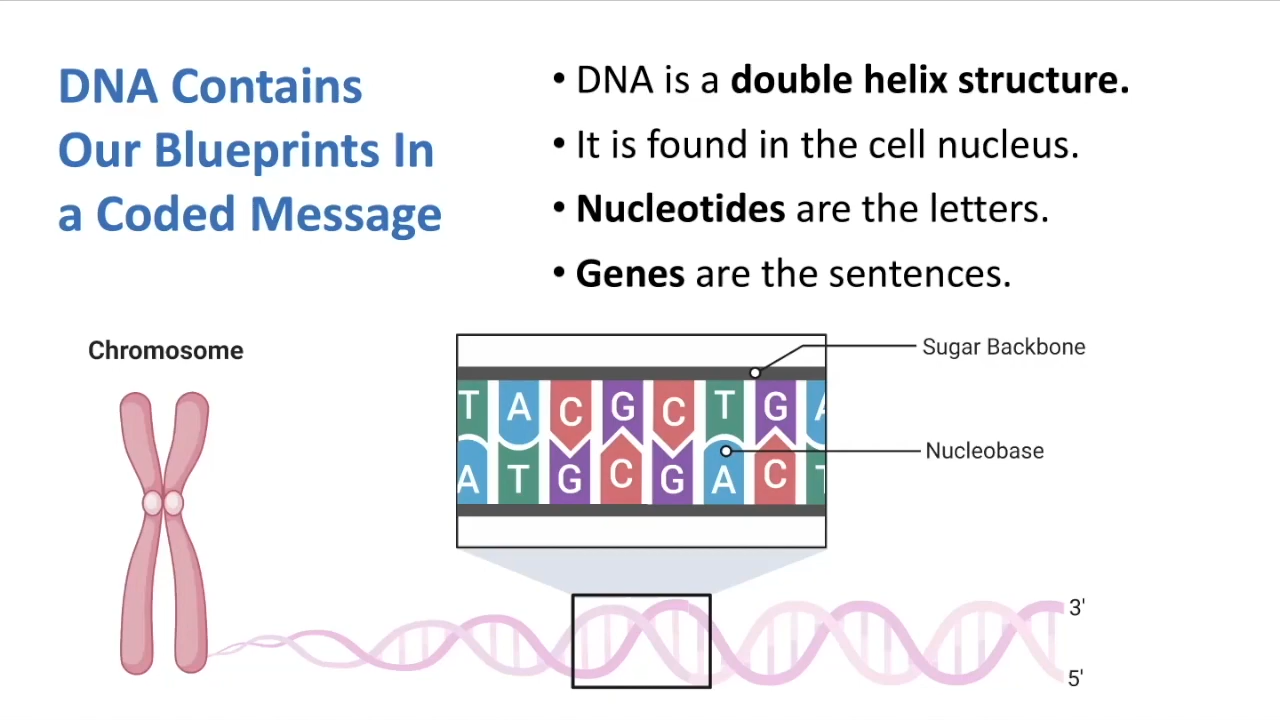 DNA Contains
Our Blueprints In
a Coded Message
• DNA is a double helix structure.
• It is found in the cell nucleus.
• Nucleotides are the letters.
• Genes are the sentences.
Chromosome
Sugar Backbone
T A C G C T G A
Nucleobase
A T G C G A C T
3'
5'